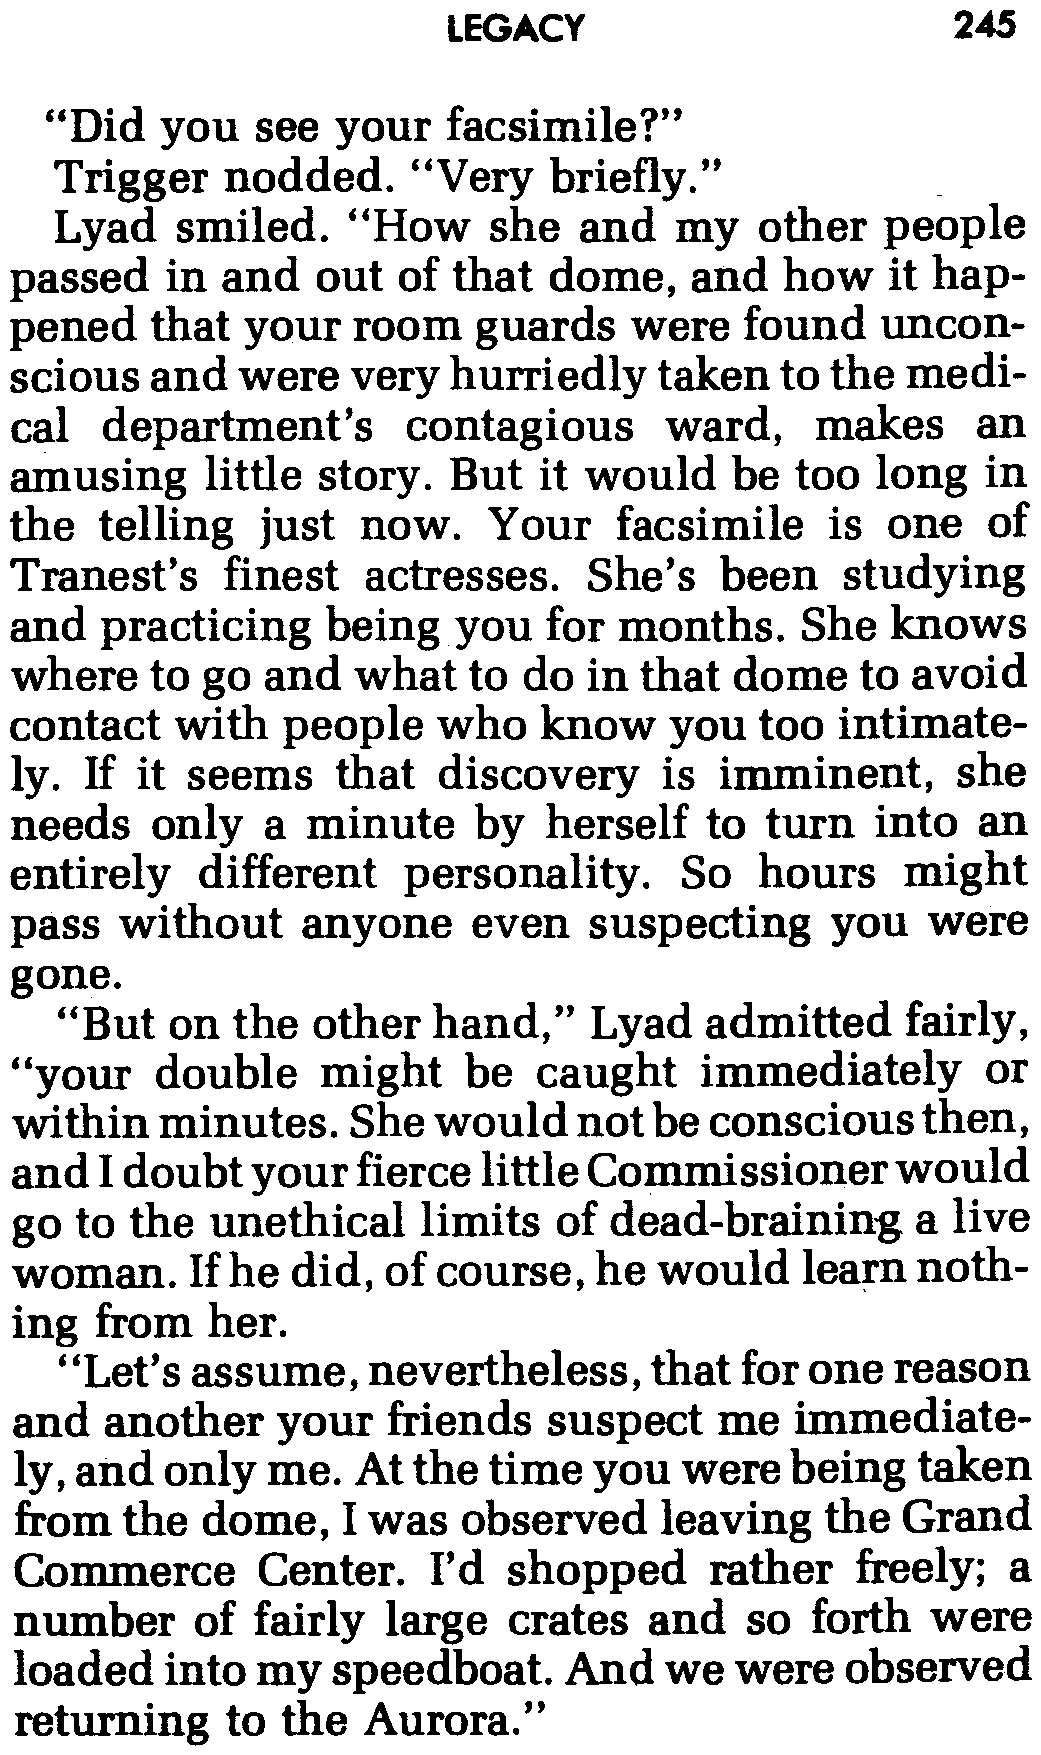 LEGACY 245
“Did you see your facsimile?”
Trigger nodded. “Very briefly.”
Lyad smiled. “How she and my other people
passed in and out of that dome, and how it hap-
pened that your room guards were found uncon-
scious and were very hurriedly taken to the medi-
cal department’s contagious ward, makes an
amusing little story. But it would be too long in
the telling just now. Your facsimile is one of
Tranest’s finest actresses. She’s been studying
and practicing being you for months. She knows
where to go and what to do in that dome to avoid
contact with people who know you too intimate-
ly. If it seems that discovery is imminent, she
needs only a minute by herself to turn into an
entirely different personality. So hours might
pass without anyone even suspecting you were
gone.
“But on the other hand,” Lyad admitted fairly,
“your double might be caught immediately or
within minutes. She would not be conscious then,
and I doubt your fierce little Commissioner would
go to the unethical limits of dead-braining a live
woman. If he did, of course, he would learn noth-
ing from her.
“Let’s assume, nevertheless, that for one reason
and another your friends suspect me immediate-
ly, and only me. At the time you were being taken
from the dome, I was observed leaving the Grand
Commerce Center. I’d shopped rather freely; a
number of fairly large crates and so forth were
loaded into my speedboat. And we were observed
returning to the Aurora.”